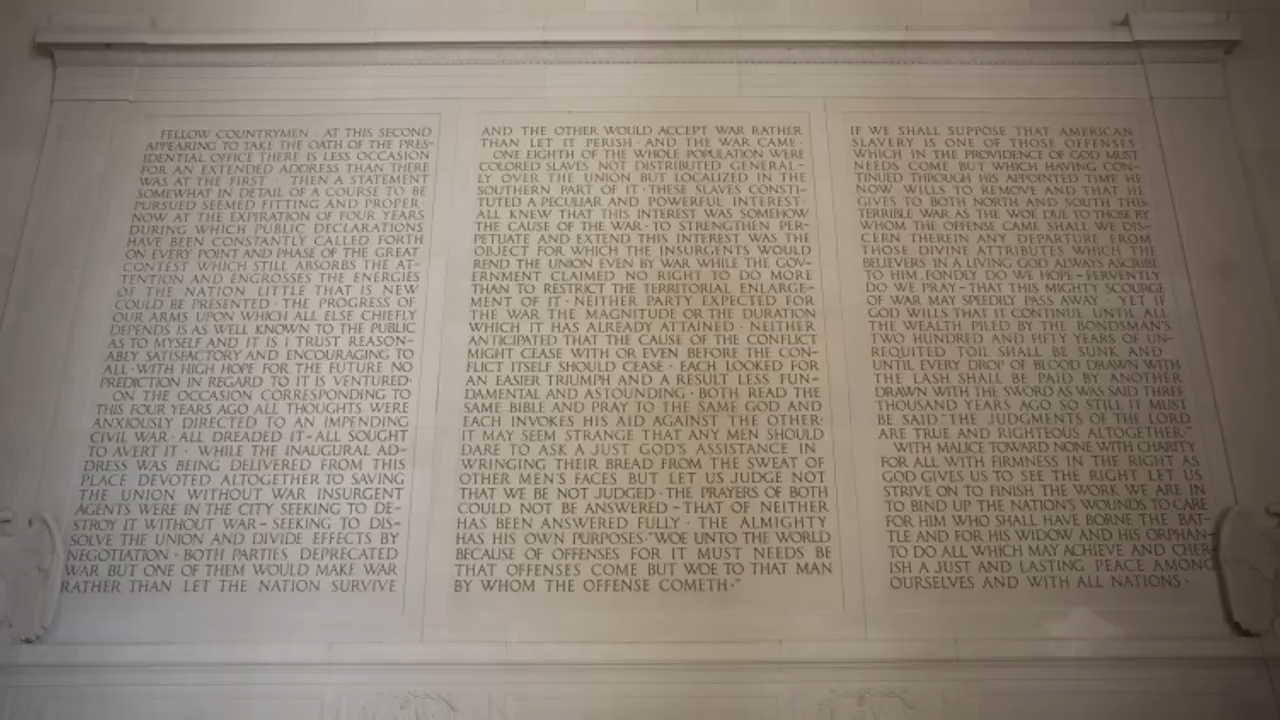 FELLOW COUNTRYMEN · AT THIS SECOND
APPEARING TO TAKE THE OATH OF THE PRES-
IDENTIAL OFFICE THERE IS LESS OCCASION
FOR AN EXTENDED ADDRESS THAN THERE
WAS AT THE FIRST · THEN A STATEMENT
SOMEWHAT IN DETAIL OF A COURSE TO BE
PURSUED SEEMED FITTING AND PROPER ·
NOW AT THE EXPIRATION OF FOUR YEARS
DURING WHICH PUBLIC DECLARATIONS
HAVE BEEN CONSTANTLY CALLED FORTH
ON EVERY POINT AND PHASE OF THE GREAT
CONTEST WHICH STILL ABSORBS THE AT-
TENTION AND ENGROSSES THE ENERGIES
OF THE NATION LITTLE THAT IS NEW
COULD BE PRESENTED · THE PROGRESS OF
OUR ARMS UPON WHICH ALL ELSE CHIEFLY
DEPENDS IS AS WELL KNOWN TO THE PUBLIC
AS TO MYSELF AND IT IS I TRUST REASON-
ABLY SATISFACTORY AND ENCOURAGING TO
ALL · WITH HIGH HOPE FOR THE FUTURE NO
PREDICTION IN REGARD TO IT IS VENTURED ·
ON THE OCCASION CORRESPONDING TO
THIS FOUR YEARS AGO ALL THOUGHTS WERE
ANXIOUSLY DIRECTED TO AN IMPENDING
CIVIL WAR · ALL DREADED IT – ALL SOUGHT
TO AVERT IT · WHILE THE INAUGURAL AD-
DRESS WAS BEING DELIVERED FROM THIS
PLACE DEVOTED ALTOGETHER TO SAVING
THE UNION WITHOUT WAR INSURGENT
AGENTS WERE IN THE CITY SEEKING TO DE-
STROY IT WITHOUT WAR – SEEKING TO DIS-
SOLVE THE UNION AND DIVIDE EFFECTS BY
NEGOTIATION · BOTH PARTIES DEPRECATED
WAR BUT ONE OF THEM WOULD MAKE WAR
RATHER THAN LET THE NATION SURVIVE
AND THE OTHER WOULD ACCEPT WAR RATHER
THAN LET IT PERISH · AND THE WAR CAME ·
ONE EIGHTH OF THE WHOLE POPULATION WERE
COLORED SLAVES NOT DISTRIBUTED GENERAL-
LY OVER THE UNION BUT LOCALIZED IN THE
SOUTHERN PART OF IT · THESE SLAVES CONSTI-
TUTED A PECULIAR AND POWERFUL INTEREST ·
ALL KNEW THAT THIS INTEREST WAS SOMEHOW
THE CAUSE OF THE WAR · TO STRENGTHEN PER-
PETUATE AND EXTEND THIS INTEREST WAS THE
OBJECT FOR WHICH THE INSURGENTS WOULD
REND THE UNION EVEN BY WAR WHILE THE GOV-
ERNMENT CLAIMED NO RIGHT TO DO MORE
THAN TO RESTRICT THE TERRITORIAL ENLARGE-
MENT OF IT · NEITHER PARTY EXPECTED FOR
THE WAR THE MAGNITUDE OR THE DURATION
WHICH IT HAS ALREADY ATTAINED · NEITHER
ANTICIPATED THAT THE CAUSE OF THE CONFLICT
MIGHT CEASE WITH OR EVEN BEFORE THE CON-
FLICT ITSELF SHOULD CEASE · EACH LOOKED FOR
AN EASIER TRIUMPH AND A RESULT LESS FUN-
DAMENTAL AND ASTOUNDING · BOTH READ THE
SAME BIBLE AND PRAY TO THE SAME GOD AND
EACH INVOKES HIS AID AGAINST THE OTHER ·
IT MAY SEEM STRANGE THAT ANY MEN SHOULD
DARE TO ASK A JUST GOD'S ASSISTANCE IN
WRINGING THEIR BREAD FROM THE SWEAT OF
OTHER MEN'S FACES BUT LET US JUDGE NOT
THAT WE BE NOT JUDGED · THE PRAYERS OF BOTH
COULD NOT BE ANSWERED – THAT OF NEITHER
HAS BEEN ANSWERED FULLY · THE ALMIGHTY
HAS HIS OWN PURPOSES · "WOE UNTO THE WORLD
BECAUSE OF OFFENSES FOR IT MUST NEEDS BE
THAT OFFENSES COME BUT WOE TO THAT MAN
BY WHOM THE OFFENSE COMETH · "
IF WE SHALL SUPPOSE THAT AMERICAN
SLAVERY IS ONE OF THOSE OFFENSES
WHICH IN THE PROVIDENCE OF GOD MUST
NEEDS COME BUT WHICH HAVING CON-
TINUED THROUGH HIS APPOINTED TIME HE
NOW WILLS TO REMOVE AND THAT HE
GIVES TO BOTH NORTH AND SOUTH THIS
TERRIBLE WAR AS THE WOE DUE TO THOSE BY
WHOM THE OFFENSE CAME SHALL WE DIS-
CERN THEREIN ANY DEPARTURE FROM
THOSE DIVINE ATTRIBUTES WHICH THE
BELIEVERS IN A LIVING GOD ALWAYS ASCRIBE
TO HIM · FONDLY DO WE HOPE – FERVENTLY
DO WE PRAY – THAT THIS MIGHTY SCOURGE
OF WAR MAY SPEEDILY PASS AWAY · YET IF
GOD WILLS THAT IT CONTINUE UNTIL ALL
THE WEALTH PILED BY THE BONDSMAN'S
TWO HUNDRED AND FIFTY YEARS OF UN-
REQUITED TOIL SHALL BE SUNK AND
UNTIL EVERY DROP OF BLOOD DRAWN WITH
THE LASH SHALL BE PAID BY ANOTHER
DRAWN WITH THE SWORD AS WAS SAID THREE
THOUSAND YEARS AGO SO STILL IT MUST
BE SAID "THE JUDGMENTS OF THE LORD
ARE TRUE AND RIGHTEOUS ALTOGETHER · "
WITH MALICE TOWARD NONE WITH CHARITY
FOR ALL WITH FIRMNESS IN THE RIGHT AS
GOD GIVES US TO SEE THE RIGHT LET US
STRIVE ON TO FINISH THE WORK WE ARE IN
TO BIND UP THE NATION'S WOUNDS TO CARE
FOR HIM WHO SHALL HAVE BORNE THE BAT-
TLE AND FOR HIS WIDOW AND HIS ORPHAN –
TO DO ALL WHICH MAY ACHIEVE AND CHER-
ISH A JUST AND LASTING PEACE AMONG
OURSELVES AND WITH ALL NATIONS ·